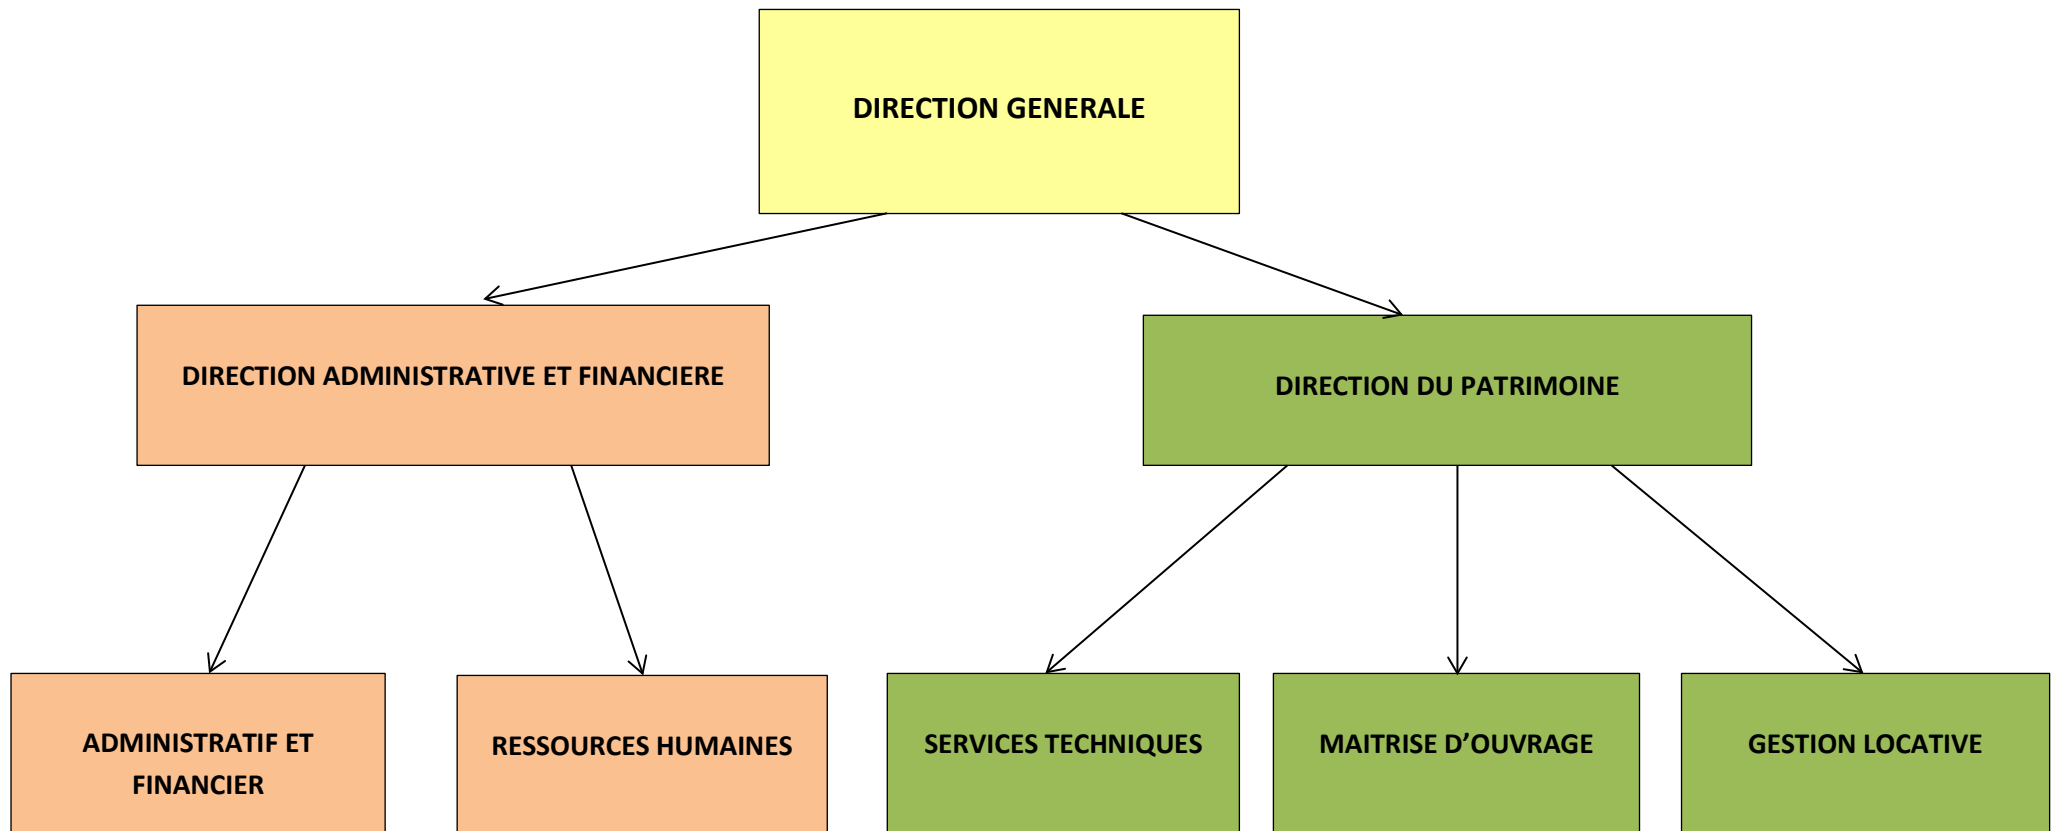 DIRECTION GENERALE
DIRECTION ADMINISTRATIVE ET FINANCIERE
DIRECTION DU PATRIMOINE
ADMINISTRATIF ET
FINANCIER
RESSOURCES HUMAINES
SERVICES TECHNIQUES
MAITRISE D’OUVRAGE
GESTION LOCATIVE